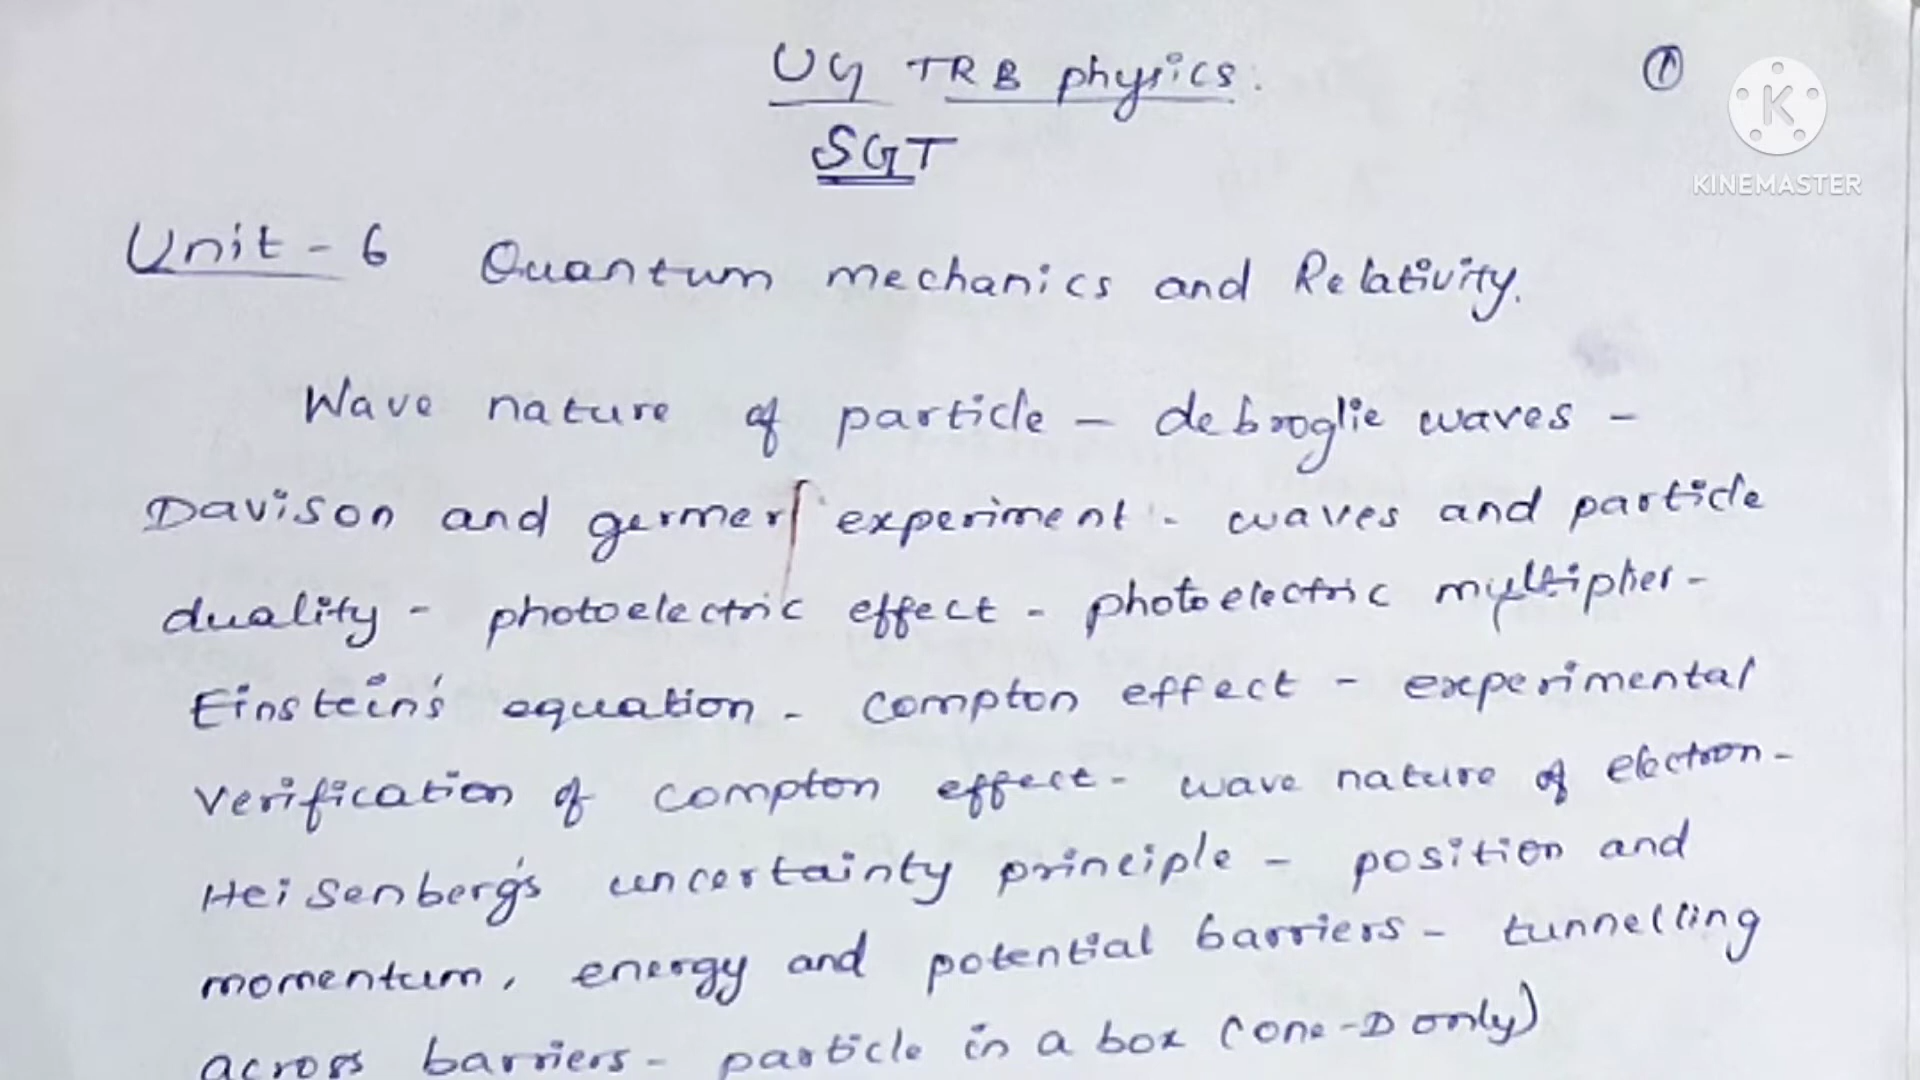 UG TRB physics.
SGT
1
K
KINEMASTER
Unit - 6 Quantum mechanics and Relativity.
Wave nature of particle - debroglie waves -
Davison and germer experiment - waves and particle
duality - photoelectric effect - photoelectric multiplier -
Einstein's equation - compton effect - experimental
verification of compton effect - wave nature of electron -
Heisenberg's uncertainty principle - position and
momentum, energy and potential barriers - tunnelling
across barriers - particle in a box (one-D only)